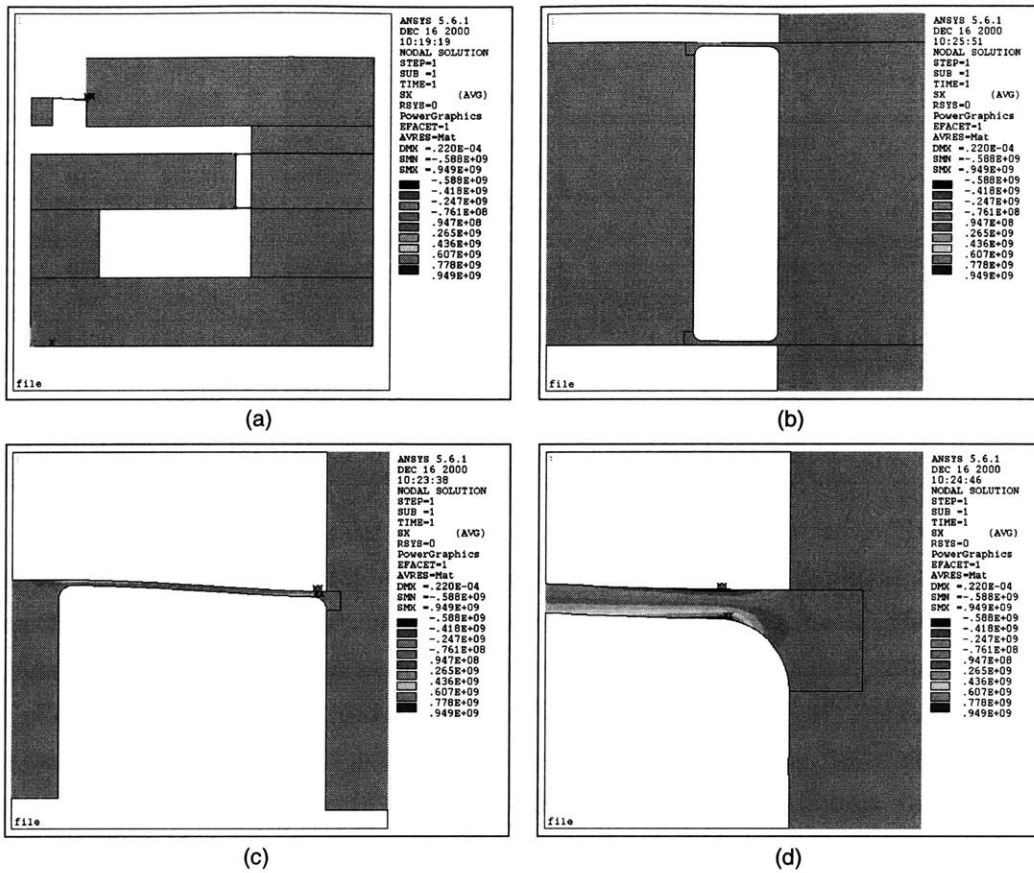 ANSYS 5.6.1
DEC 16 2000
10:19:19
NODAL SOLUTION
STEP=1
SUB =1
TIME=1
SX (AVG)
RSYS=0
PowerGraphics
EFACET=1
AVRES=Mat
DMX =.220E-04
SMN =-.588E+09
SMX =.949E+09
-.588E+09
-.418E+09
-.247E+09
-.761E+08
.947E+08
.265E+09
.436E+09
.607E+09
.778E+09
.949E+09
file
(a)
ANSYS 5.6.1
DEC 16 2000
10:25:51
NODAL SOLUTION
STEP=1
SUB =1
TIME=1
SX (AVG)
RSYS=0
PowerGraphics
EFACET=1
AVRES=Mat
DMX =.220E-04
SMN =-.588E+09
SMX =.949E+09
-.588E+09
-.418E+09
-.247E+09
-.761E+08
.947E+08
.265E+09
.436E+09
.607E+09
.778E+09
.949E+09
file
(b)
ANSYS 5.6.1
DEC 16 2000
10:23:38
NODAL SOLUTION
STEP=1
SUB =1
TIME=1
SX (AVG)
RSYS=0
PowerGraphics
EFACET=1
AVRES=Mat
DMX =.220E-04
SMN =-.588E+09
SMX =.949E+09
-.588E+09
-.418E+09
-.247E+09
-.761E+08
.947E+08
.265E+09
.436E+09
.607E+09
.778E+09
.949E+09
file
(c)
ANSYS 5.6.1
DEC 16 2000
10:24:46
NODAL SOLUTION
STEP=1
SUB =1
TIME=1
SX (AVG)
RSYS=0
PowerGraphics
EFACET=1
AVRES=Mat
DMX =.220E-04
SMN =-.588E+09
SMX =.949E+09
-.588E+09
-.418E+09
-.247E+09
-.761E+08
.947E+08
.265E+09
.436E+09
.607E+09
.778E+09
.949E+09
file
(d)